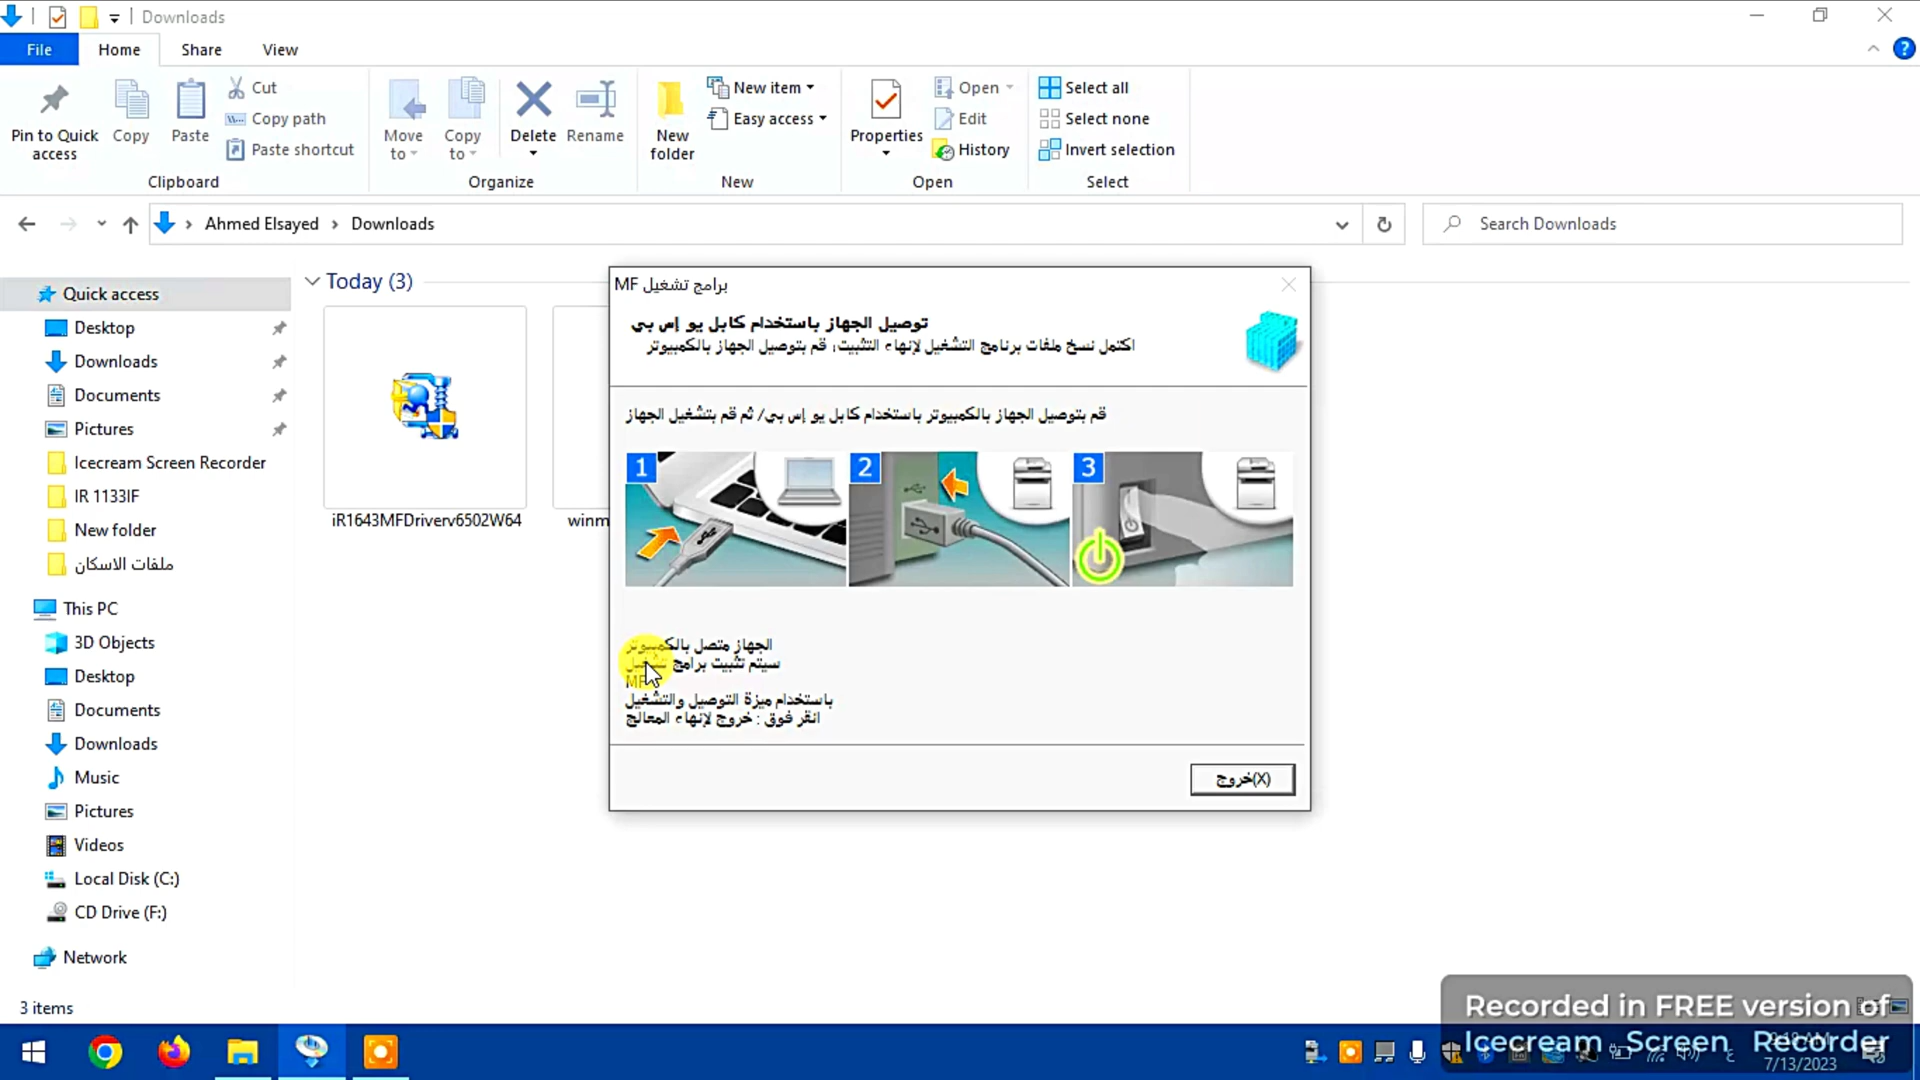 Downloads
File Home Share View
Pin to Quick access
Copy
Paste
Cut
Copy path
Paste shortcut
Clipboard
Move to
Copy to
Delete
Rename
Organize
New folder
New item
Easy access
New
Properties
Open
Edit
History
Open
Select all
Select none
Invert selection
Select
Ahmed Elsayed › Downloads
Search Downloads
Quick access
Desktop
Downloads
Documents
Pictures
Icecream Screen Recorder
IR 1133IF
New folder
ملفات الاسكان
This PC
3D Objects
Desktop
Documents
Downloads
Music
Pictures
Videos
Local Disk (C:)
CD Drive (F:)
Network
3 items
Today (3)
iR1643MFDriverv6502W64
winm
برامج تشغيل MF
توصيل الجهاز باستخدام كابل يو إس بي
اكتمل نسخ ملفات برنامج التشغيل لإنهاء التثبيت، قم بتوصيل الجهاز بالكمبيوتر
قم بتوصيل الجهاز بالكمبيوتر باستخدام كابل يو إس بي/ ثم قم بتشغيل الجهاز
1 2 3
الجهاز متصل بالكمبيوتر
سيتم تثبيت برامج تشغيل
MF
باستخدام ميزة التوصيل والتشغيل
انقر فوق : خروج لإنهاء المعالج
خروج(X)
Recorded in FREE version of
Icecream Screen Recorder
7/13/2023